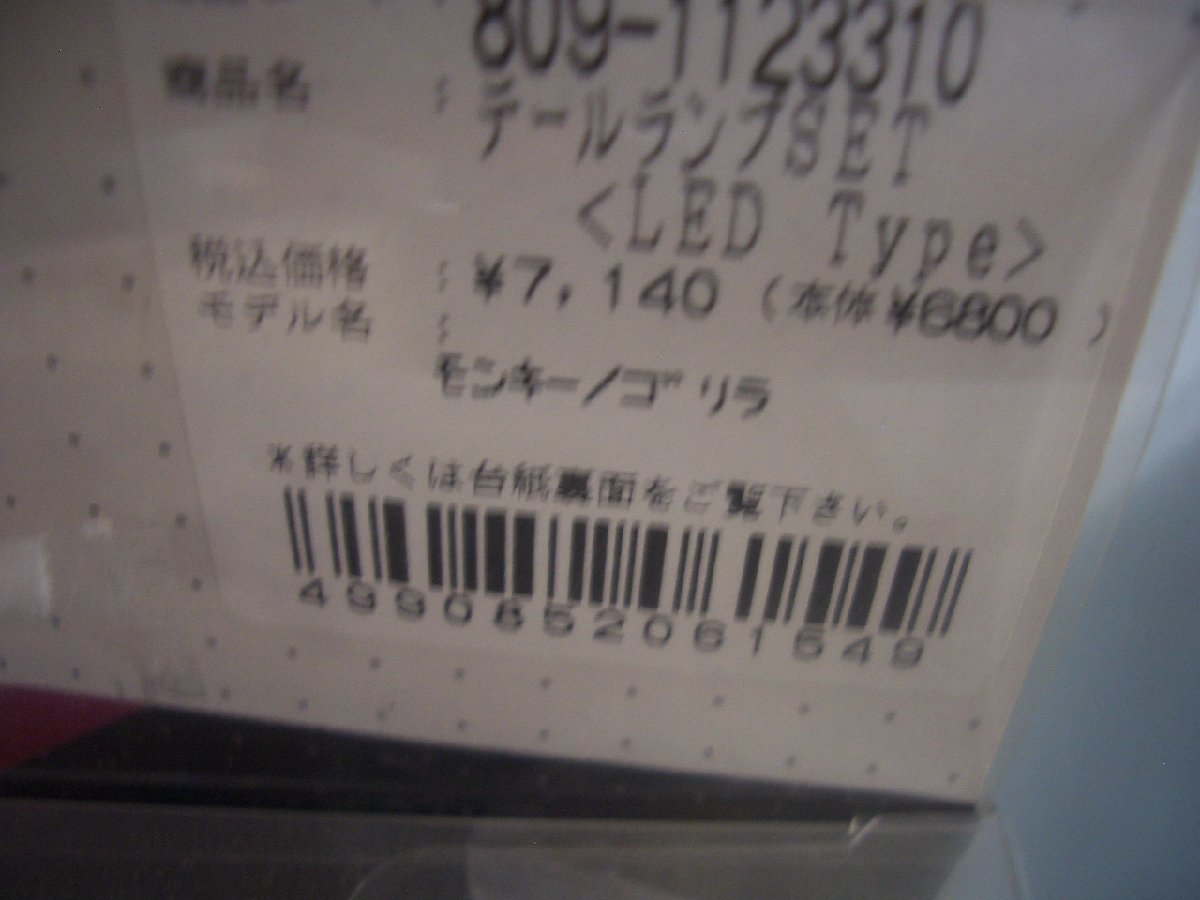 809-1123310
商品名 : テールランプSET
<LED Type>
税込価格 : ¥7,140 (本体¥6800 )
モデル名 :
モンキー/ゴリラ
※詳しくは台紙裏面をご覧下さい。
4990852061549